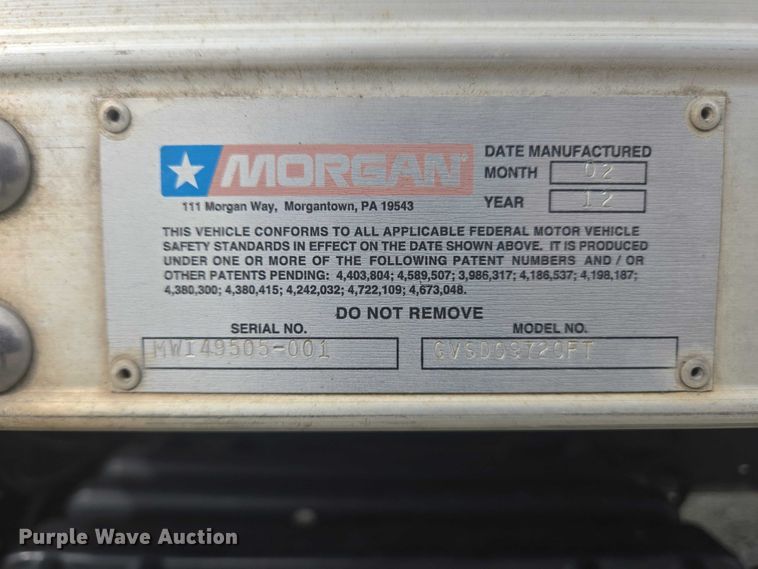 MORGAN
111 Morgan Way, Morgantown, PA 19543
DATE MANUFACTURED
MONTH 02
YEAR 12
THIS VEHICLE CONFORMS TO ALL APPLICABLE FEDERAL MOTOR VEHICLE
SAFETY STANDARDS IN EFFECT ON THE DATE SHOWN ABOVE. IT IS PRODUCED
UNDER ONE OR MORE OF THE FOLLOWING PATENT NUMBERS AND / OR
OTHER PATENTS PENDING: 4,403,804; 4,589,507; 3,986,317; 4,186,537; 4,198,187;
4,380,300; 4,380,415; 4,242,032; 4,722,109; 4,673,048.
DO NOT REMOVE
SERIAL NO.
MWI49505-001
MODEL NO.
Purple Wave Auction